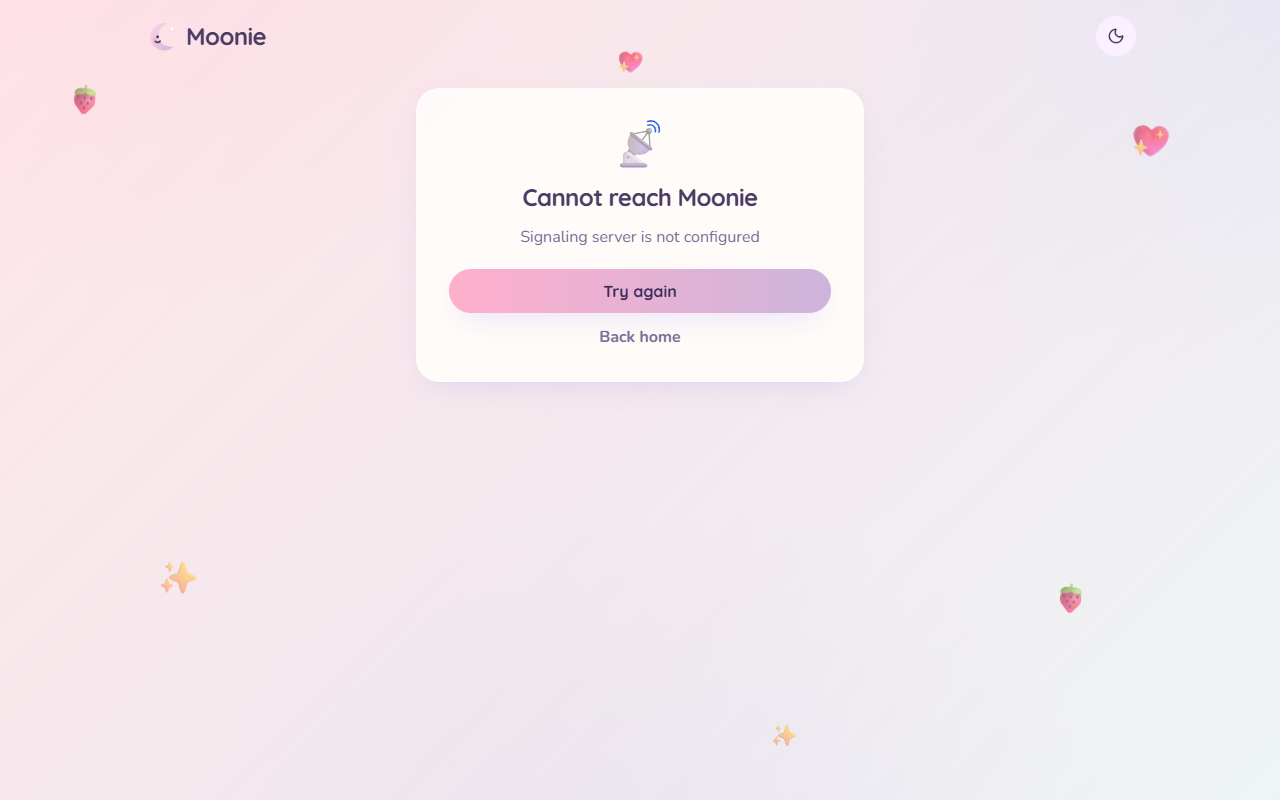 Moonie
Cannot reach Moonie
Signaling server is not configured
Try again
Back home